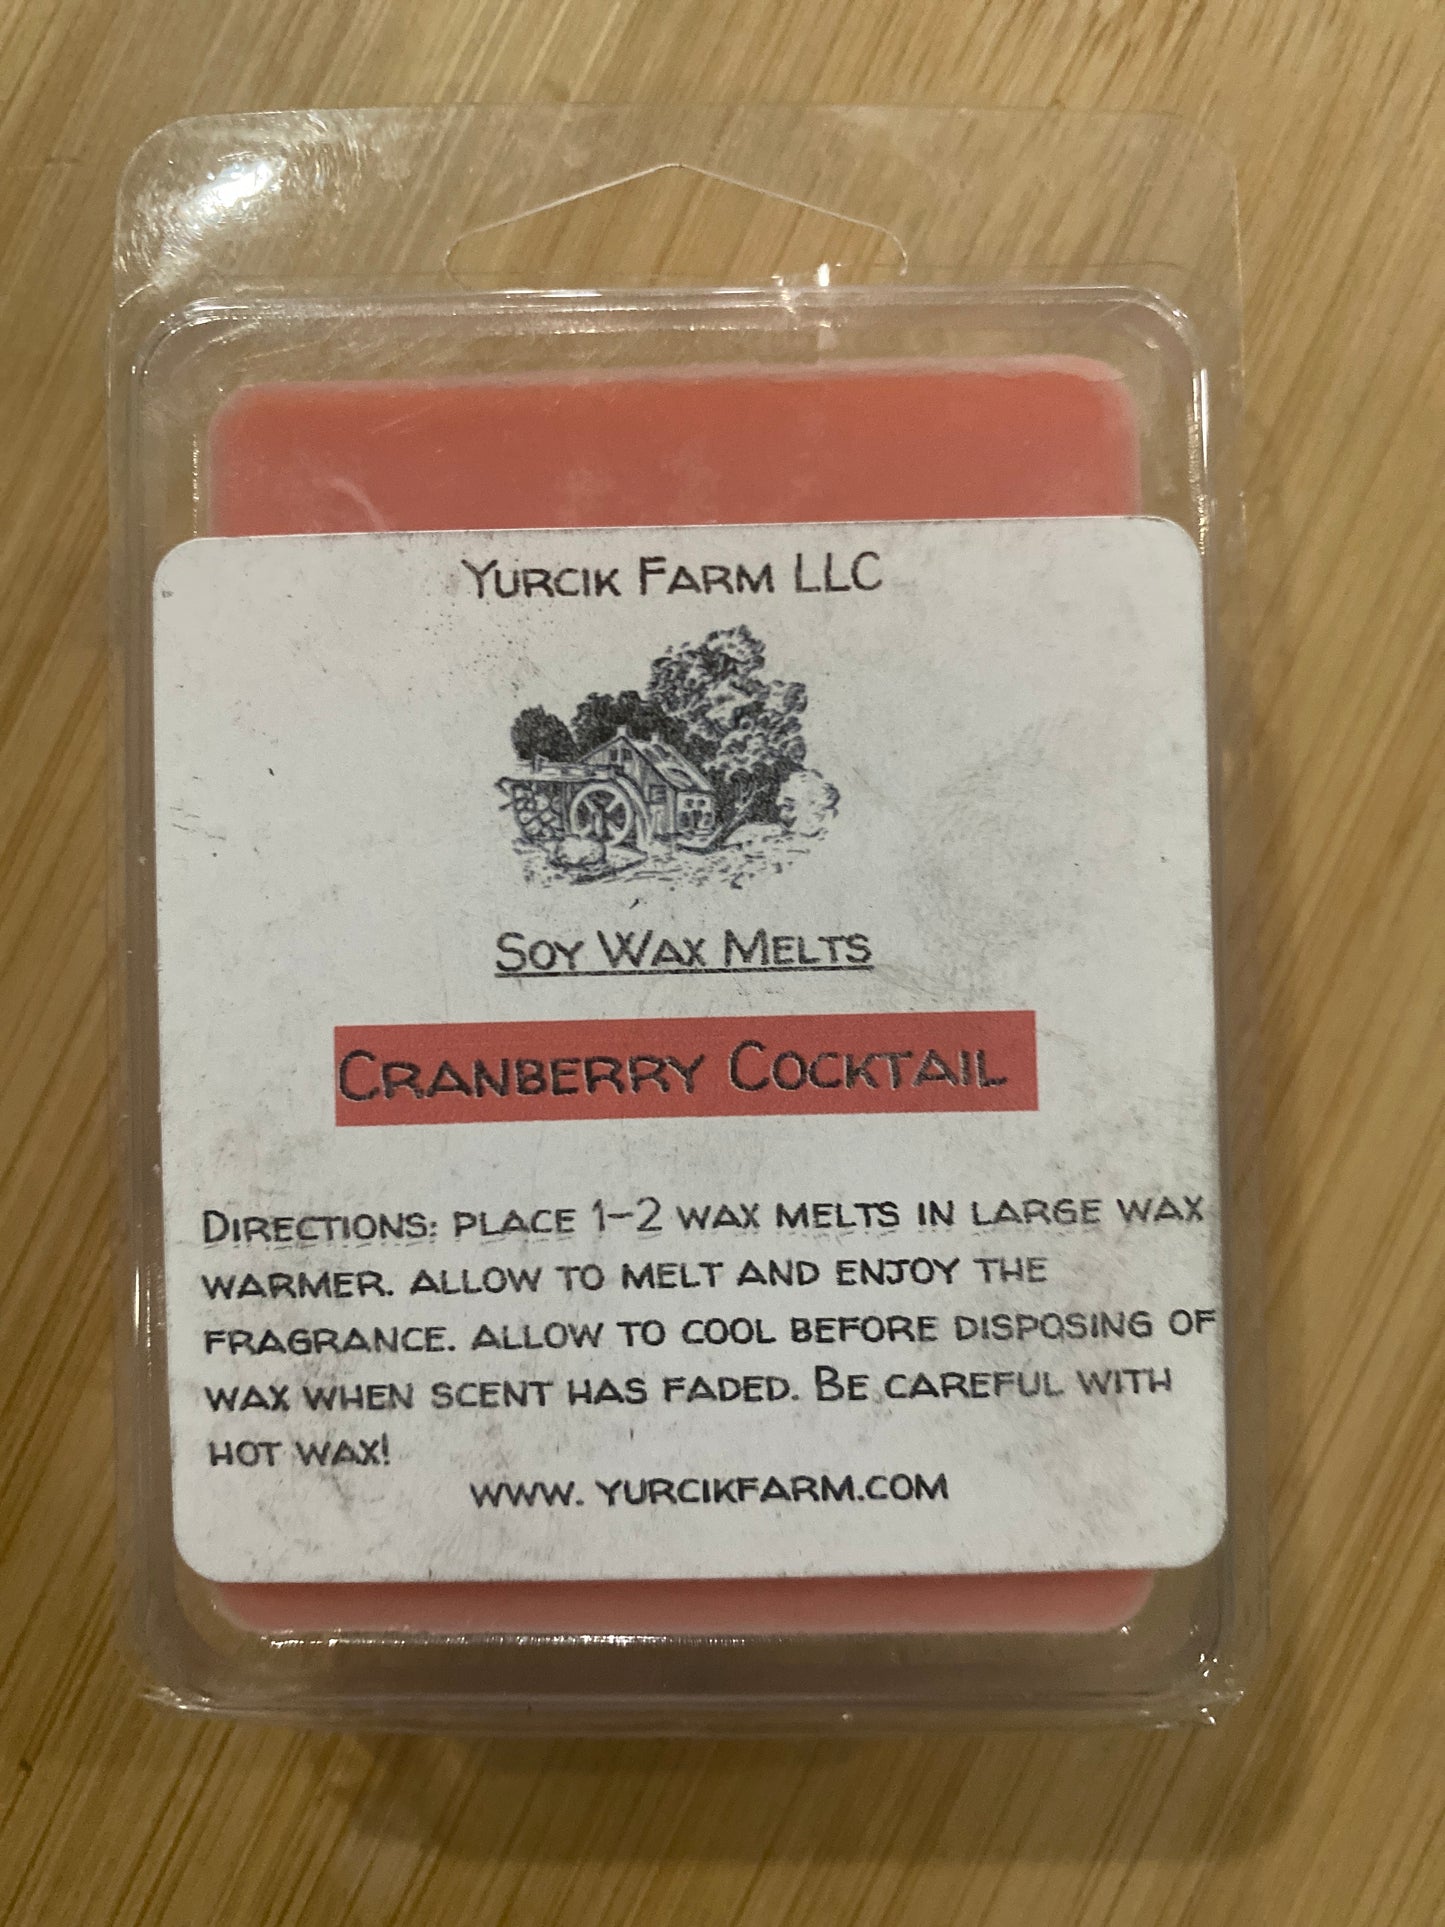 Yurcik Farm LLC
Soy Wax Melts
Cranberry Cocktail
Directions: place 1-2 wax melts in large wax
warmer. Allow to melt and enjoy the
fragrance. Allow to cool before disposing of
wax when scent has faded. Be careful with
hot wax!
www. yurcikfarm.com